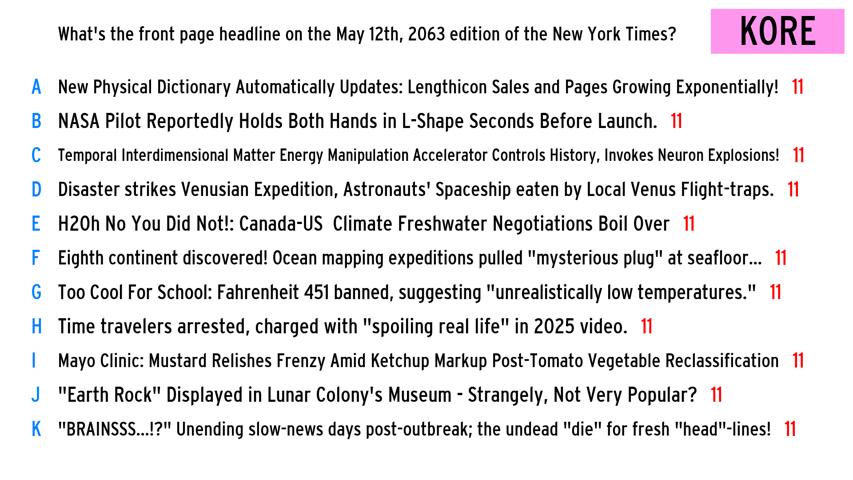 What's the front page headline on the May 12th, 2063 edition of the New York Times? KORE
A New Physical Dictionary Automatically Updates: Lengthicon Sales and Pages Growing Exponentially! 11
B NASA Pilot Reportedly Holds Both Hands in L-Shape Seconds Before Launch. 11
C Temporal Interdimensional Matter Energy Manipulation Accelerator Controls History, Invokes Neuron Explosions! 11
D Disaster strikes Venusian Expedition, Astronauts' Spaceship eaten by Local Venus Flight-traps. 11
E H2Oh No You Did Not!: Canada-US Climate Freshwater Negotiations Boil Over 11
F Eighth continent discovered! Ocean mapping expeditions pulled "mysterious plug" at seafloor... 11
G Too Cool For School: Fahrenheit 451 banned, suggesting "unrealistically low temperatures." 11
H Time travelers arrested, charged with "spoiling real life" in 2025 video. 11
I Mayo Clinic: Mustard Relishes Frenzy Amid Ketchup Markup Post-Tomato Vegetable Reclassification 11
J "Earth Rock" Displayed in Lunar Colony's Museum - Strangely, Not Very Popular? 11
K "BRAINSSS...!?" Unending slow-news days post-outbreak; the undead "die" for fresh "head"-lines! 11